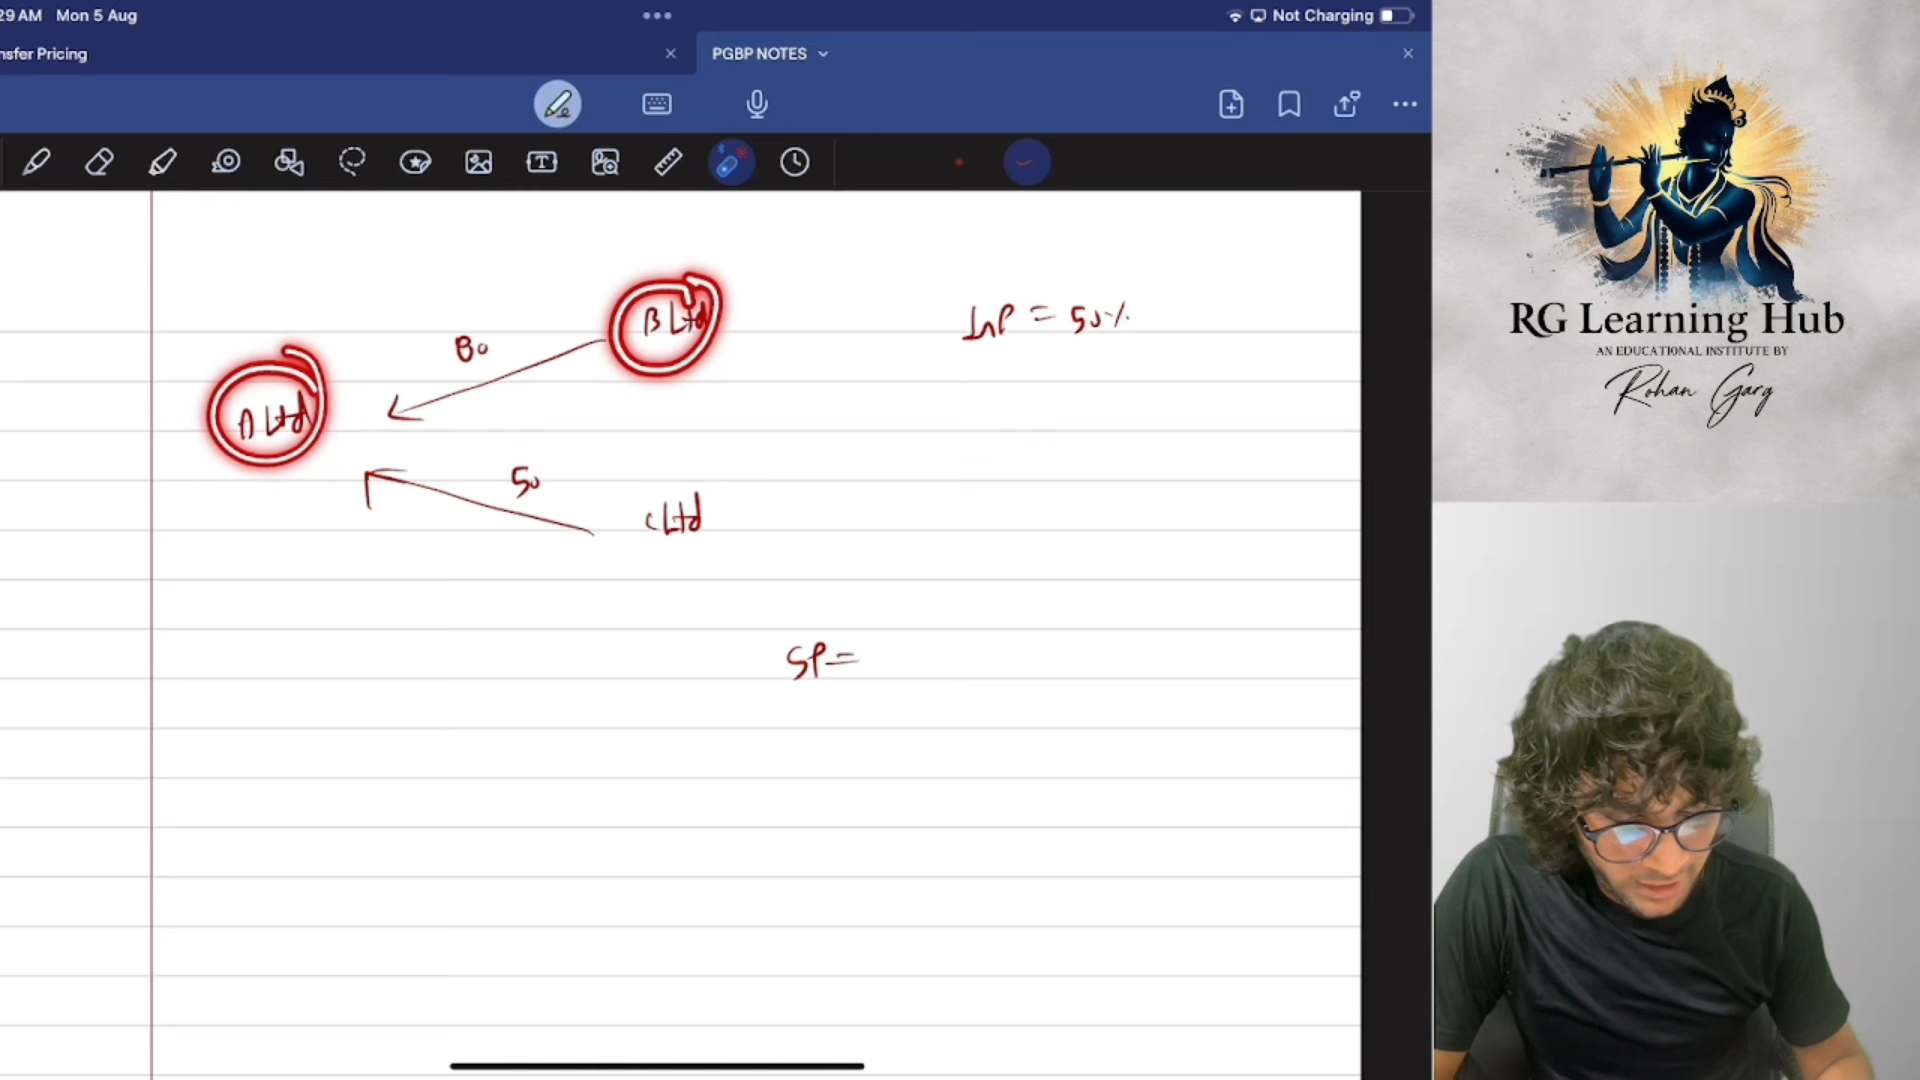 29 AM Mon 5 Aug
Not Charging
nsfer Pricing
PGBP NOTES
B Ltd
GP = 50%
80
A Ltd
50
C Ltd
SP =
RG Learning Hub
AN EDUCATIONAL INSTITUTE BY
Rohan Garg